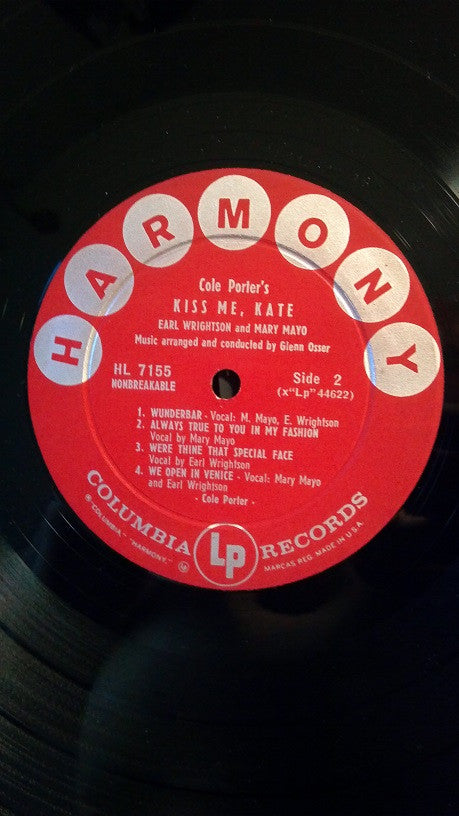 HARMONY
Cole Porter's
KISS ME, KATE
EARL WRIGHTSON and MARY MAYO
Music arranged and conducted by Glenn Osser
HL 7155
NONBREAKABLE
Side 2
(x"Lp"44622)
1. WUNDERBAR - Vocal: M. Mayo, E. Wrightson
2. ALWAYS TRUE TO YOU IN MY FASHION
Vocal by Mary Mayo
3. WERE THINE THAT SPECIAL FACE
Vocal by Earl Wrightson
4. WE OPEN IN VENICE - Vocal: Mary Mayo
and Earl Wrightson
- Cole Porter -
COLUMBIA Lp RECORDS
® "COLUMBIA" - "HARMONY" - Lp
MARCAS REG. MADE IN U.S.A.